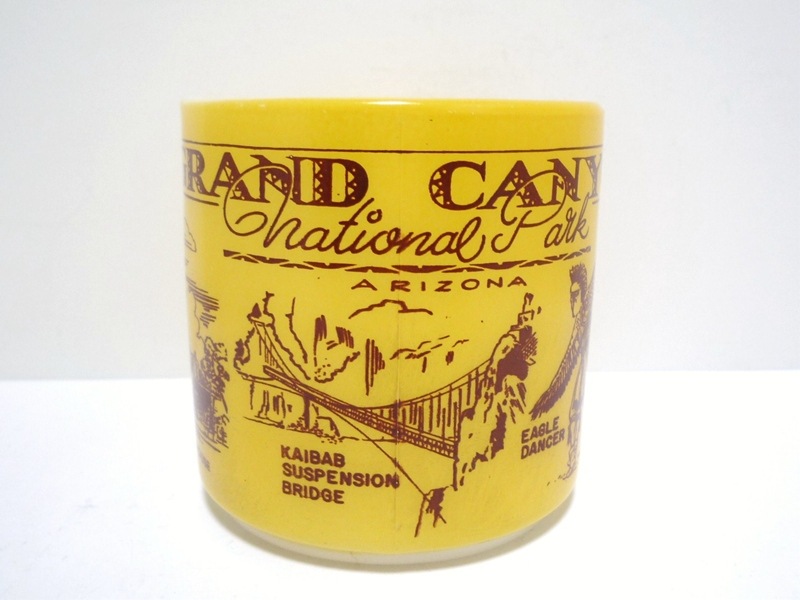 GRAND CANY
National Park
ARIZONA
KAIBAB
SUSPENSION
BRIDGE
EAGLE
DANCER